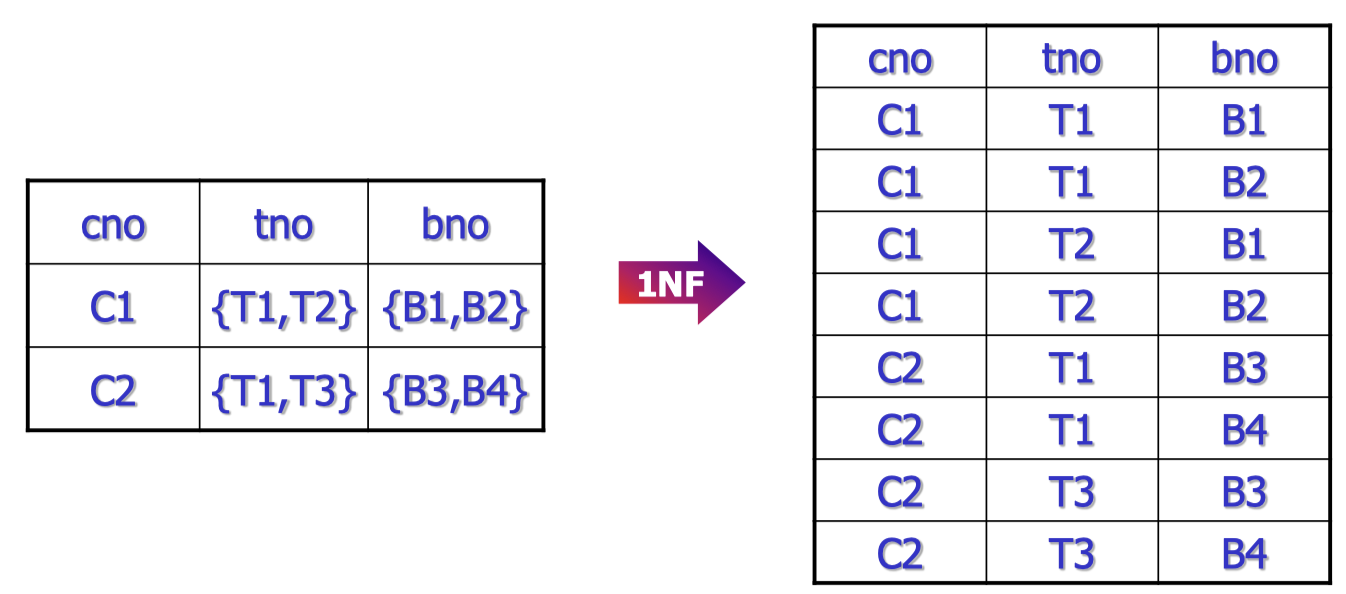 cno tno bno
C1 {T1,T2} {B1,B2}
C2 {T1,T3} {B3,B4}
1NF
cno tno bno
C1 T1 B1
C1 T1 B2
C1 T2 B1
C1 T2 B2
C2 T1 B3
C2 T1 B4
C2 T3 B3
C2 T3 B4